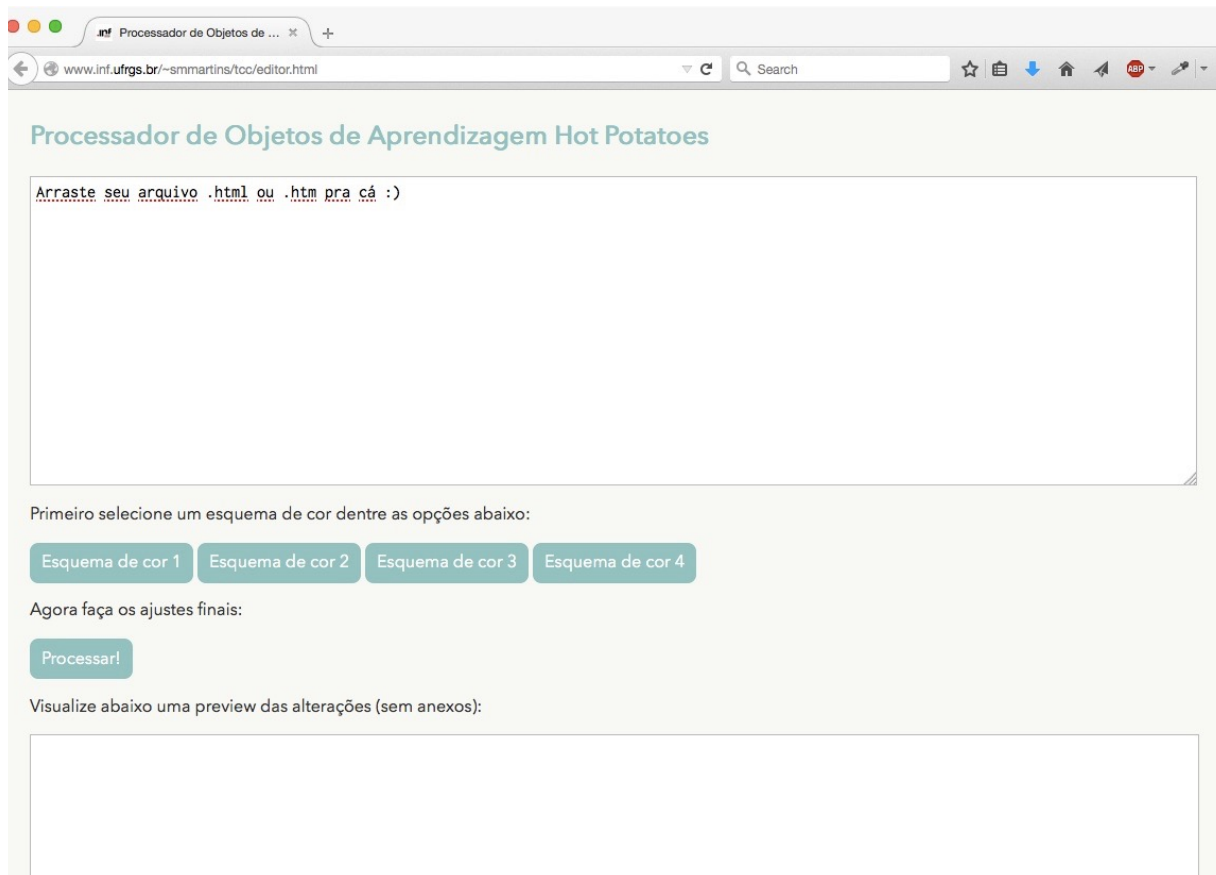 .inf Processador de Objetos de ...
www.inf.ufrgs.br/~smmartins/tcc/editor.html Search ABP
Processador de Objetos de Aprendizagem Hot Potatoes
Arraste seu arquivo .html ou .htm pra cá :)
Primeiro selecione um esquema de cor dentre as opções abaixo:
Esquema de cor 1 Esquema de cor 2 Esquema de cor 3 Esquema de cor 4
Agora faça os ajustes finais:
Processar!
Visualize abaixo uma preview das alterações (sem anexos):